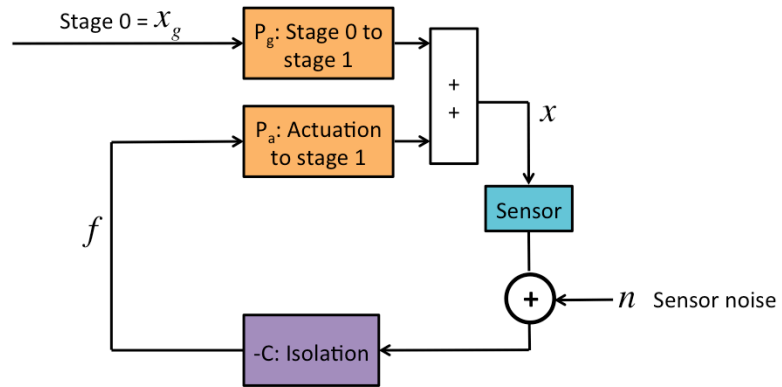 Stage 0 = x_g
P_g: Stage 0 to
stage 1
+
+
x
P_a: Actuation
to stage 1
Sensor
f
+
n Sensor noise
-C: Isolation